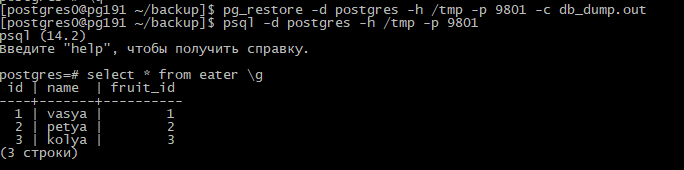 [postgres0@pg191 ~/backup]$ pg_restore -d postgres -h /tmp -p 9801 -c db_dump.out
[postgres0@pg191 ~/backup]$ psql -d postgres -h /tmp -p 9801
psql (14.2)
Введите "help", чтобы получить справку.
postgres=# select * from eater \g
 id | name  | fruit_id
----+-------+----------
  1 | vasya |        1
  2 | petya |        2
  3 | kolya |        3
(3 строки)